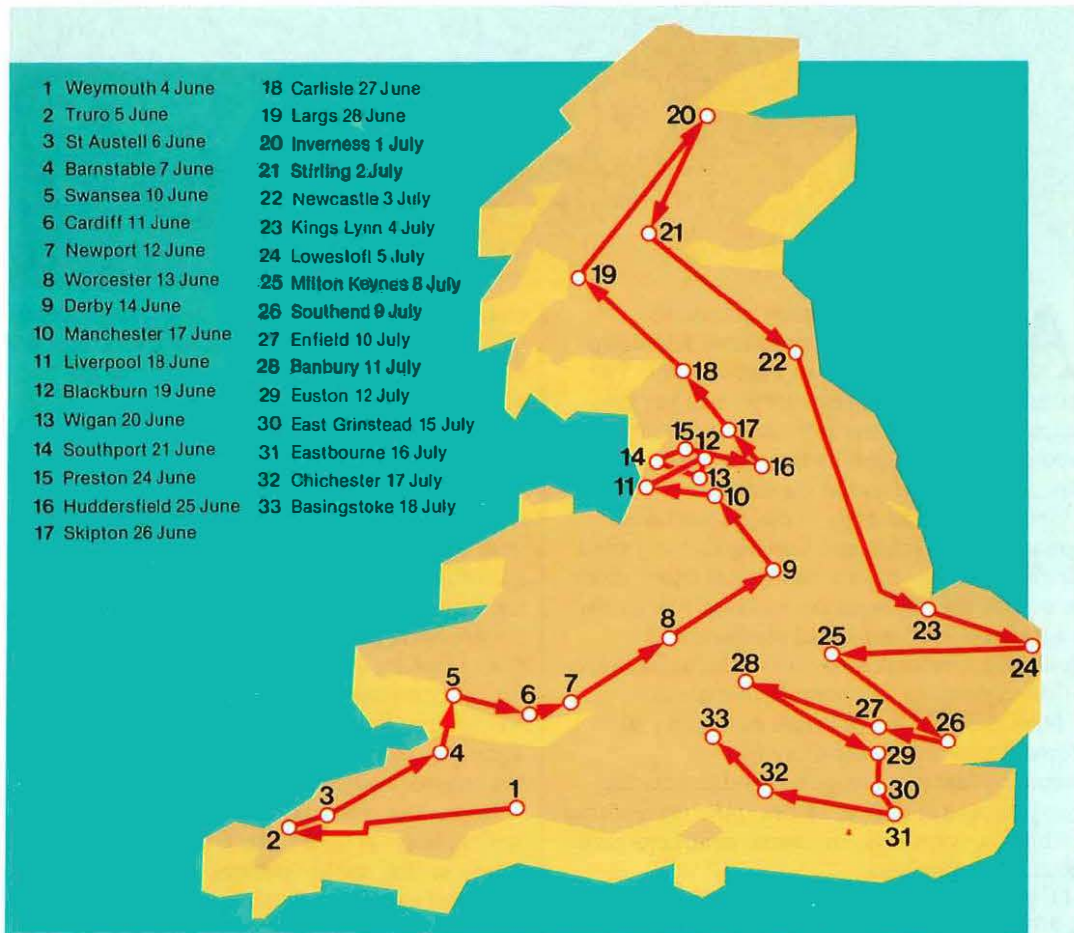 1 Weymouth 4 June
2 Truro 5 June
3 St Austell 6 June
4 Barnstable 7 June
5 Swansea 10 June
6 Cardiff 11 June
7 Newport 12 June
8 Worcester 13 June
9 Derby 14 June
10 Manchester 17 June
11 Liverpool 18 June
12 Blackburn 19 June
13 Wigan 20 June
14 Southport 21 June
15 Preston 24 June
16 Huddersfield 25 June
17 Skipton 26 June
18 Carlisle 27 June
19 Largs 28 June
20 Inverness 1 July
21 Stirling 2 July
22 Newcastle 3 July
23 Kings Lynn 4 July
24 Lowestoft 5 July
25 Milton Keynes 8 July
26 Southend 9 July
27 Enfield 10 July
28 Banbury 11 July
29 Euston 12 July
30 East Grinstead 15 July
31 Eastbourne 16 July
32 Chichester 17 July
33 Basingstoke 18 July
20
21
19
22
18
17
15
12
14
16
13
11
10
9
8
23
25
24
28
5
6
7
27
26
33
29
4
32
30
3
1
31
2